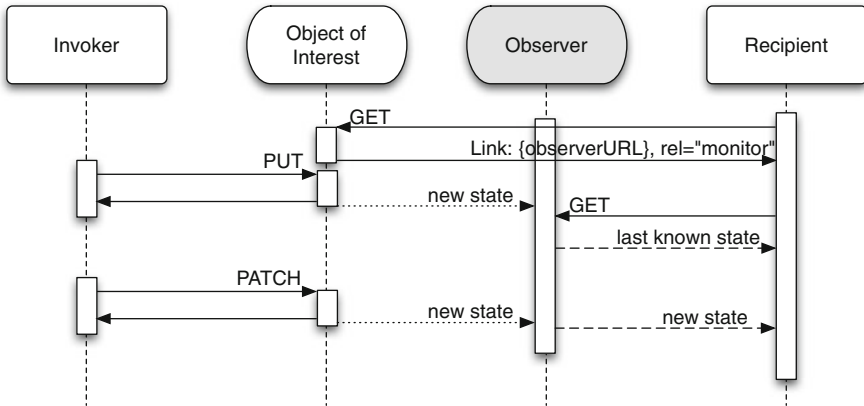 Invoker
Object of
Interest
Observer
Recipient
GET
Link: {observerURL}, rel="monitor"
PUT
new state
GET
last known state
PATCH
new state
new state